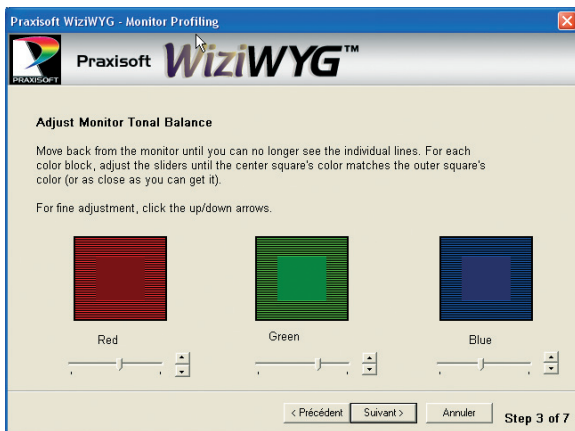 Praxisoft WiziWYG - Monitor Profiling
PRAXISOFT
Praxisoft WiziWYG™
Adjust Monitor Tonal Balance
Move back from the monitor until you can no longer see the individual lines. For each
color block, adjust the sliders until the center square's color matches the outer square's
color (or as close as you can get it).
For fine adjustment, click the up/down arrows.
Red Green Blue
< Précédent Suivant > Annuler Step 3 of 7